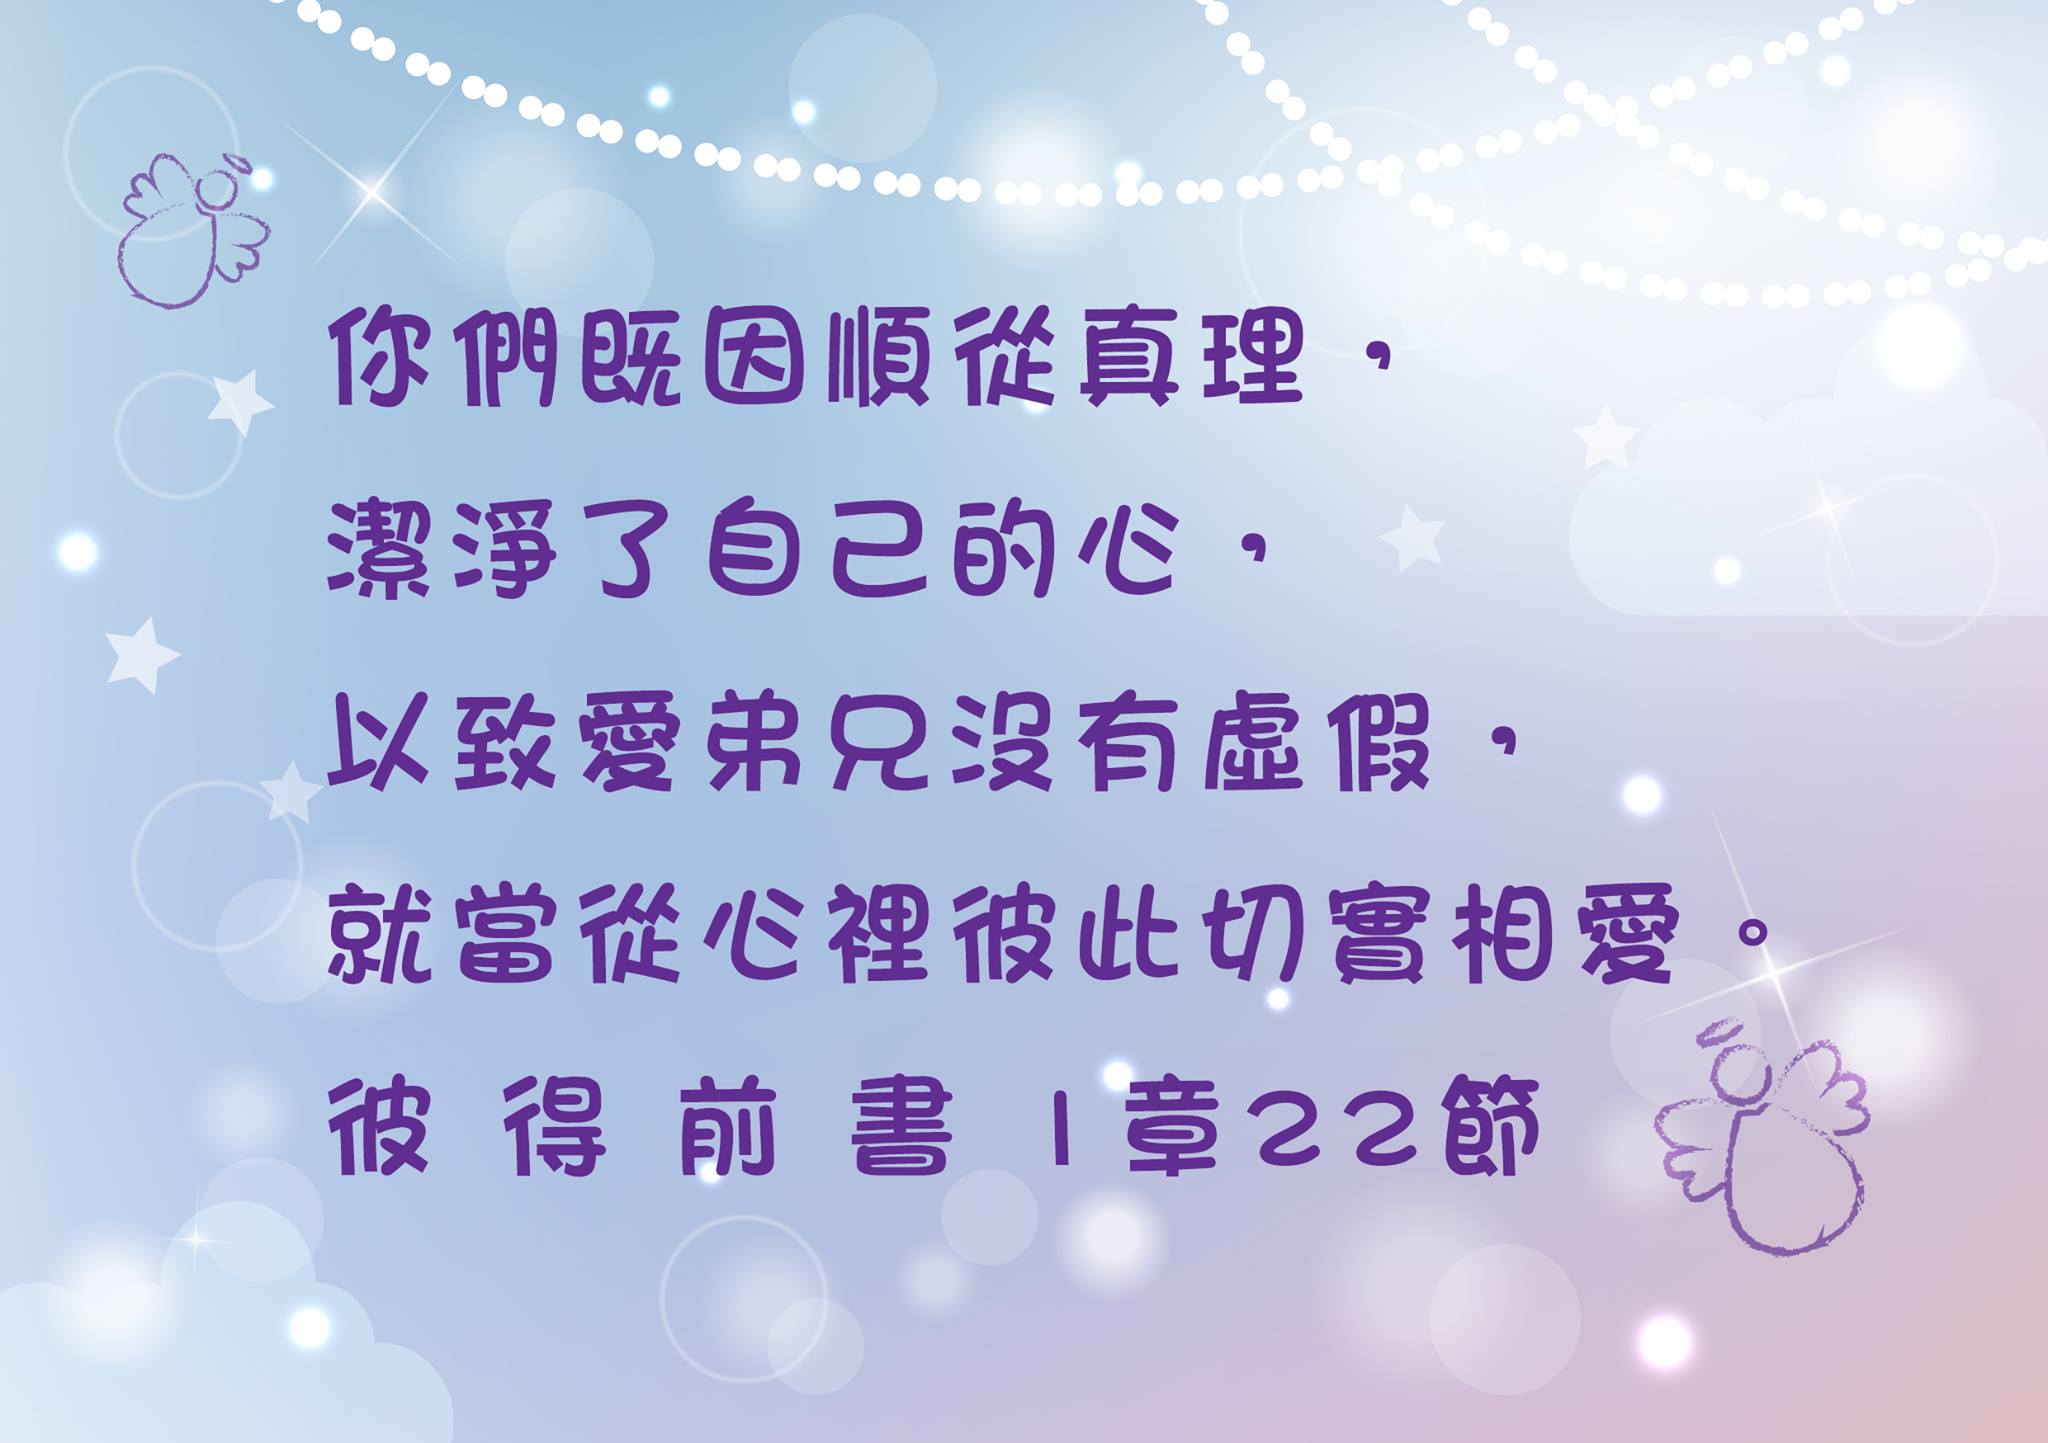 你們既因順從真理，
潔淨了自己的心，
以致愛弟兄沒有虛假，
就當從心裡彼此切實相愛。
彼得前書 1章22節